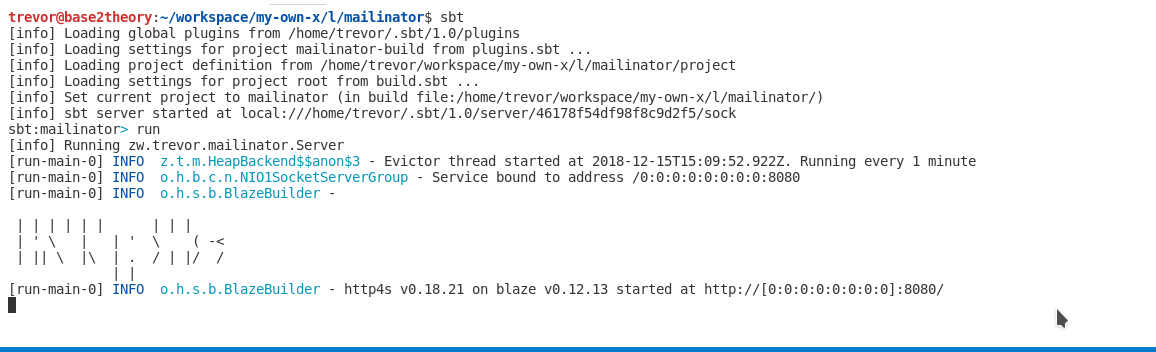 trevor@base2theory:~/workspace/my-own-x/l/mailinator$ sbt
[info] Loading global plugins from /home/trevor/.sbt/1.0/plugins
[info] Loading settings for project mailinator-build from plugins.sbt ...
[info] Loading project definition from /home/trevor/workspace/my-own-x/l/mailinator/project
[info] Loading settings for project root from build.sbt ...
[info] Set current project to mailinator (in build file:/home/trevor/workspace/my-own-x/l/mailinator/)
[info] sbt server started at local:///home/trevor/.sbt/1.0/server/46178f54df98f8c9d2f5/sock
sbt:mailinator> run
[info] Running zw.trevor.mailinator.Server
[run-main-0] INFO  z.t.m.HeapBackend$$anon$3 - Evictor thread started at 2018-12-15T15:09:52.922Z. Running every 1 minute
[run-main-0] INFO  o.h.b.c.n.NIO1SocketServerGroup - Service bound to address /0:0:0:0:0:0:0:0:8080
[run-main-0] INFO  o.h.s.b.BlazeBuilder -
 | | | | | |      | | |
 | ' \   |   | '  \    ( -<
 | || \  |\  | .  / | |/  /
             | |
[run-main-0] INFO  o.h.s.b.BlazeBuilder - http4s v0.18.21 on blaze v0.12.13 started at http://[0:0:0:0:0:0:0:0]:8080/